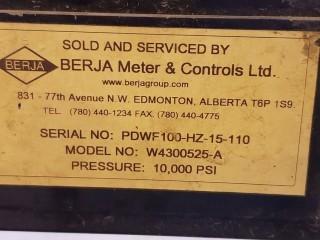 SOLD AND SERVICED BY
BERJA BERJA Meter & Controls Ltd.
www.berjagroup.com
831 - 77th Avenue N.W. EDMONTON, ALBERTA T6P 1S9.
TEL. (780) 440-1234 FAX. (780) 440-4775
SERIAL NO: PDWF100-HZ-15-110
MODEL NO: W4300525-A
PRESSURE: 10,000 PSI